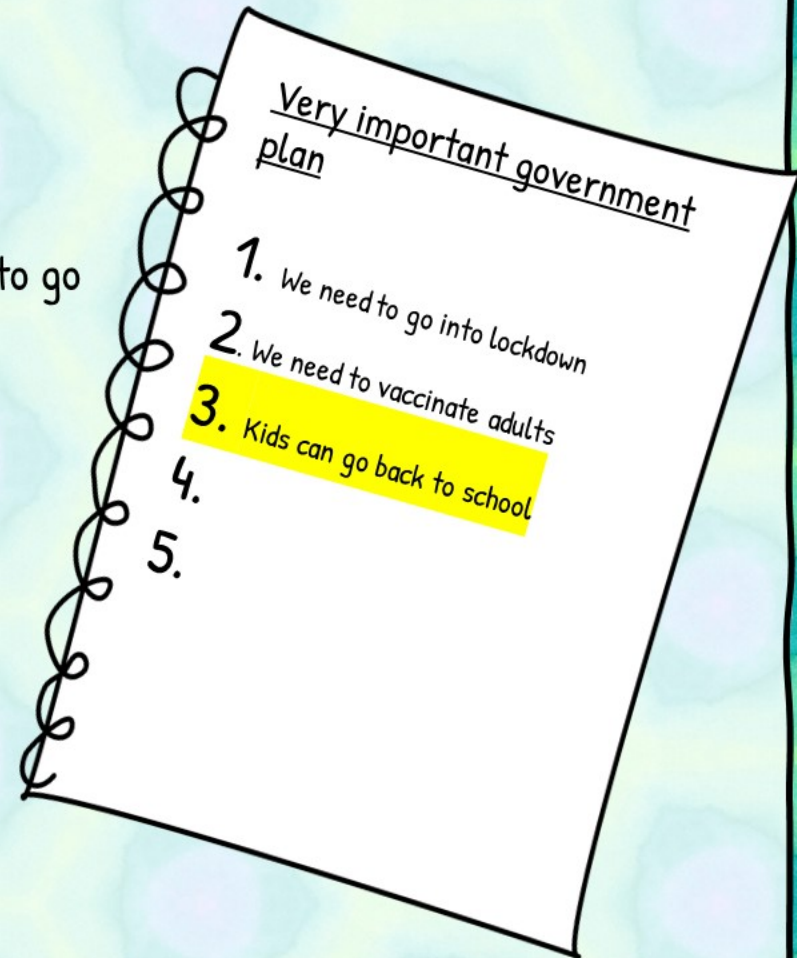 to go
Very important government
plan
1. We need to go into lockdown
2. We need to vaccinate adults
3. Kids can go back to school
4.
5.